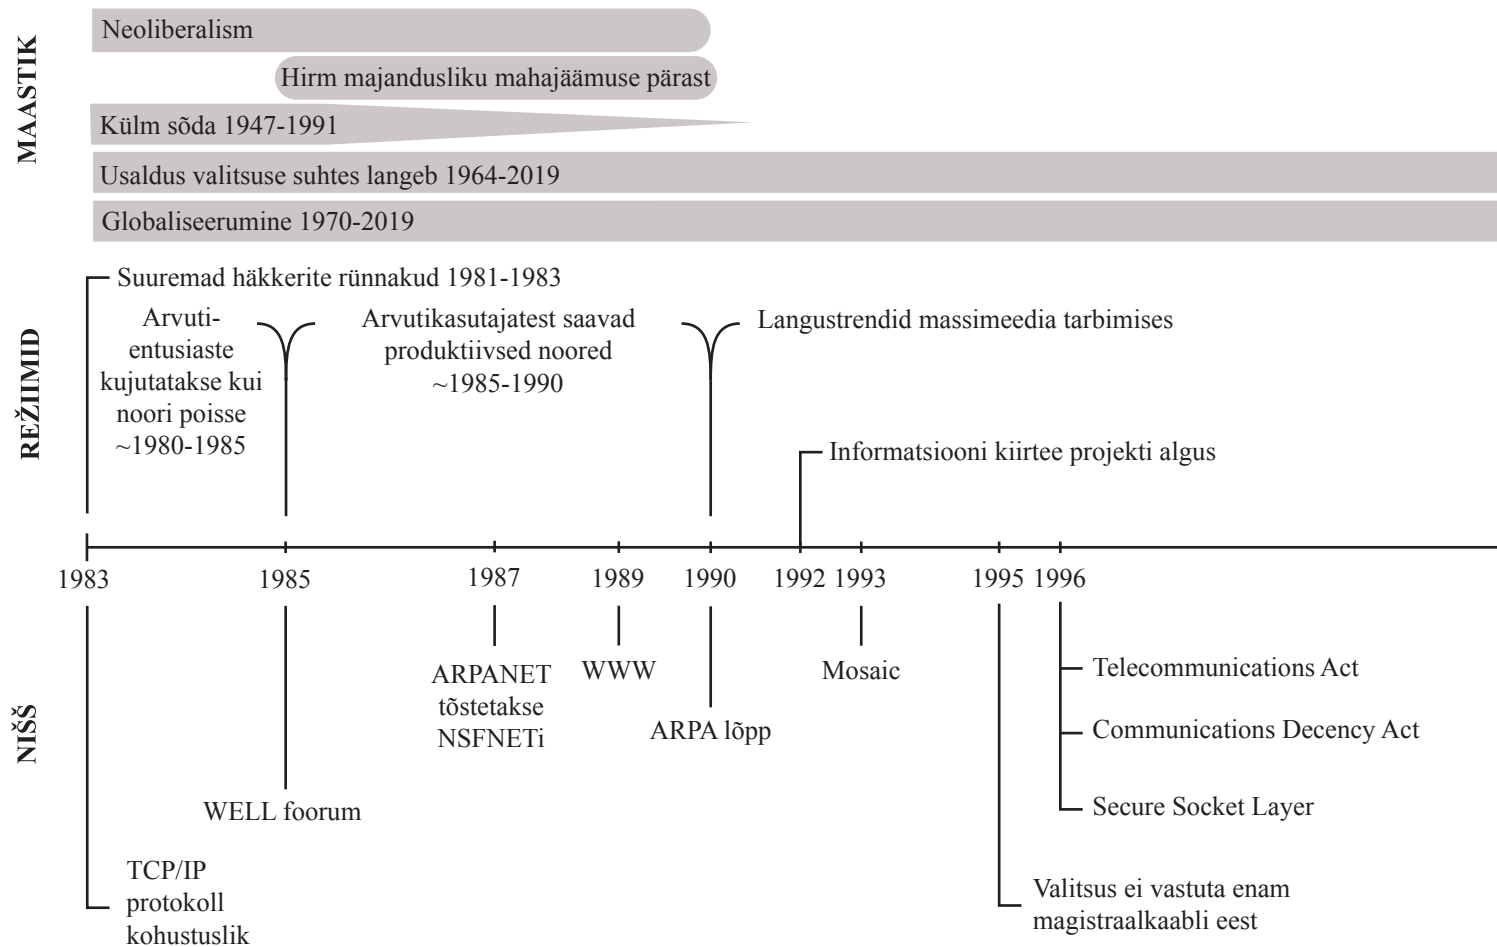 MAASTIK
Neoliberalism
Hirm majandusliku mahajäämuse pärast
Külm sõda 1947-1991
Usaldus valitsuse suhtes langeb 1964-2019
Globaliseerumine 1970-2019
REŽIIMID
Suuremad häkkerite rünnakud 1981-1983
Arvuti-
entusiaste
kujutatakse kui
noori poisse
~1980-1985
Arvutikasutajatest saavad
produktiivsed noored
~1985-1990
Langustrendid massimeedia tarbimises
Informatsiooni kiirtee projekti algus
1983
1985
1987
1989
1990
1992
1993
1995
1996
NIŠŠ
TCP/IP
protokoll
kohustuslik
WELL foorum
ARPANET
tõstetakse
NSFNETi
WWW
ARPA lõpp
Mosaic
Valitsus ei vastuta enam
magistraalkaabli eest
Telecommunications Act
Communications Decency Act
Secure Socket Layer